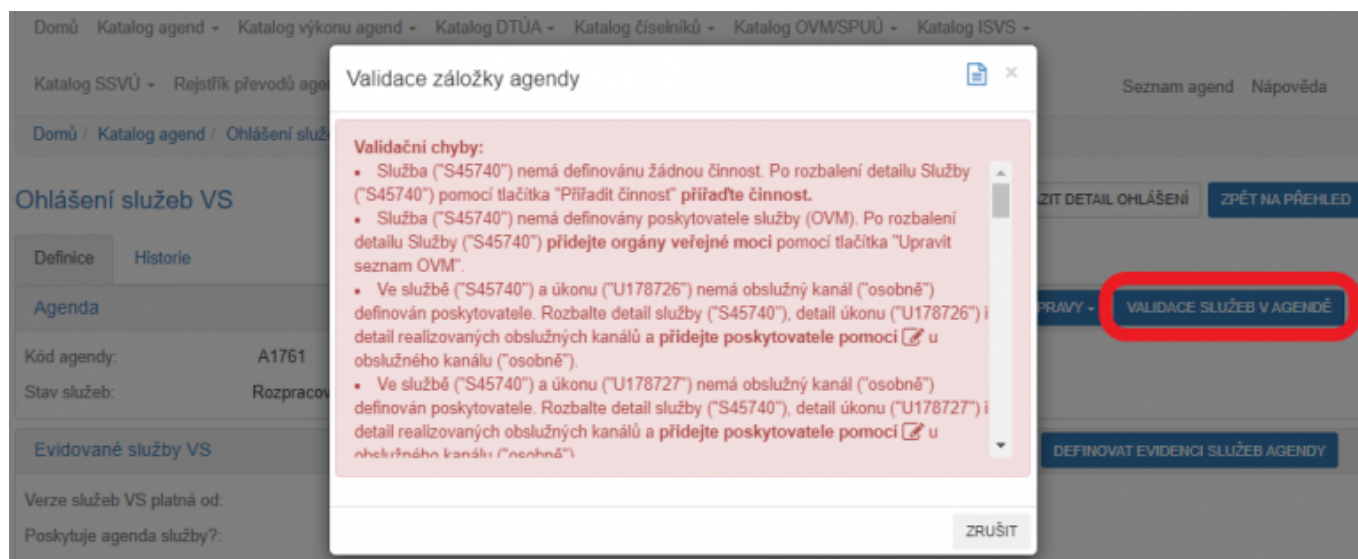 Domů Katalog agend Katalog výkonu agend Katalog DTÚA Katalog číselníků Katalog OVM/SPUÚ Katalog ISVS
Katalog SSVÚ Rejstřík převodů Seznam agend Nápověda
Domů / Katalog agend / Ohlášení
Validace záložky agendy
Ohlášení služeb VS
DETAIL OHLÁŠENÍ ZPĚT NA PŘEHLED
Definice Historie
Agenda
VALIDACE SLUŽEB V AGENDĚ
Kód agendy: A1761
Stav služeb:
Evidované služby VS
DEFINOVAT EVIDENCI SLUŽEB AGENDY
Verze služeb VS platná od:
Poskytuje agenda služby?:
Validační chyby:
• Služba ("S45740") nemá definovánu žádnou činnost. Po rozbalení detailu Služby
("S45740") pomocí tlačítka "Přiřadit činnost" přiřaďte činnost.
• Služba ("S45740") nemá definovány poskytovatele služby (OVM). Po rozbalení
detailu Služby ("S45740") přidejte orgány veřejné moci pomocí tlačítka "Upravit
seznam OVM".
• Ve službě ("S45740") a úkonu ("U178726") nemá obslužný kanál ("osobně")
definován poskytovatele. Rozbalte detail služby ("S45740"), detail úkonu ("U178726") i
detail realizovaných obslužných kanálů a přidejte poskytovatele pomocí u
obslužného kanálu ("osobně").
• Ve službě ("S45740") a úkonu ("U178727") nemá obslužný kanál ("osobně")
definován poskytovatele. Rozbalte detail služby ("S45740"), detail úkonu ("U178727") i
detail realizovaných obslužných kanálů a přidejte poskytovatele pomocí u
obslužného kanálu ("osobně")
ZRUŠIT